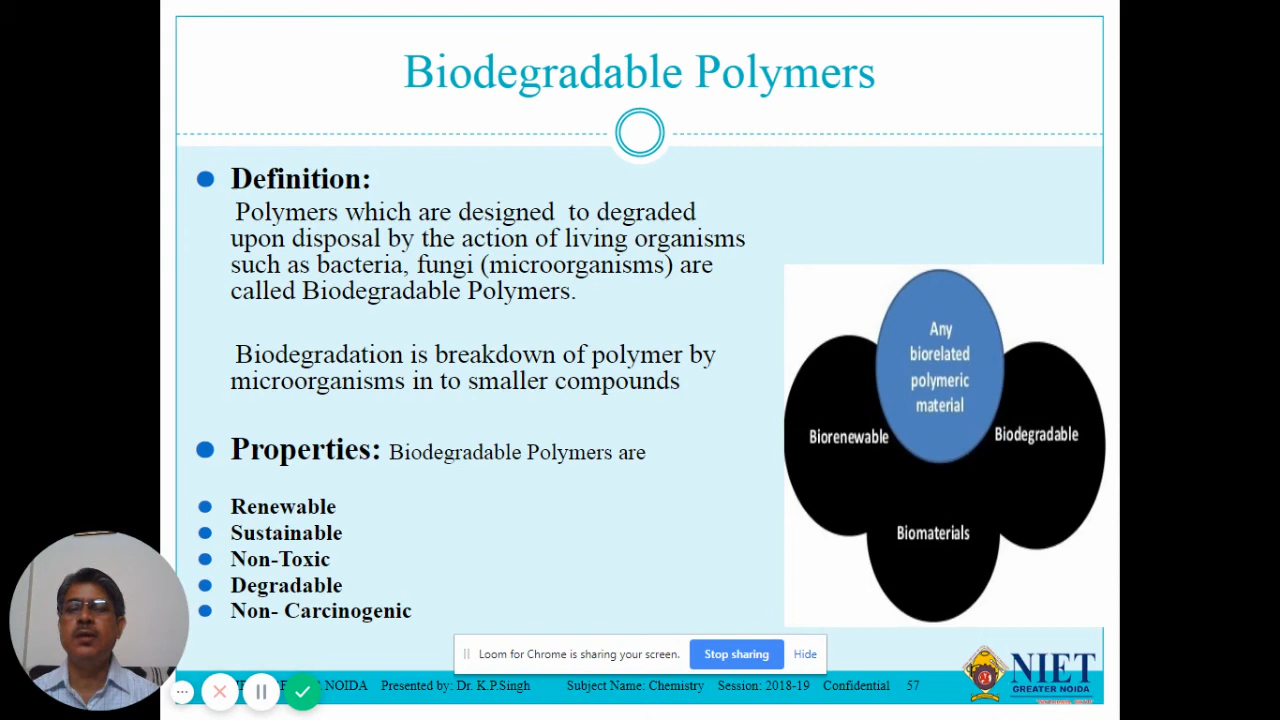 Biodegradable Polymers
Definition:
Polymers which are designed to degraded
upon disposal by the action of living organisms
such as bacteria, fungi (microorganisms) are
called Biodegradable Polymers.
Biodegradation is breakdown of polymer by
microorganisms in to smaller compounds
Properties: Biodegradable Polymers are
Renewable
Sustainable
Non-Toxic
Degradable
Non- Carcinogenic
Any
biorelated
polymeric
material
Biorenewable
Biodegradable
Biomaterials
Loom for Chrome is sharing your screen. Stop sharing Hide
NOIDA Presented by: Dr. K.P.Singh Subject Name: Chemistry Session: 2018-19 Confidential 57
NIET
GREATER NOIDA